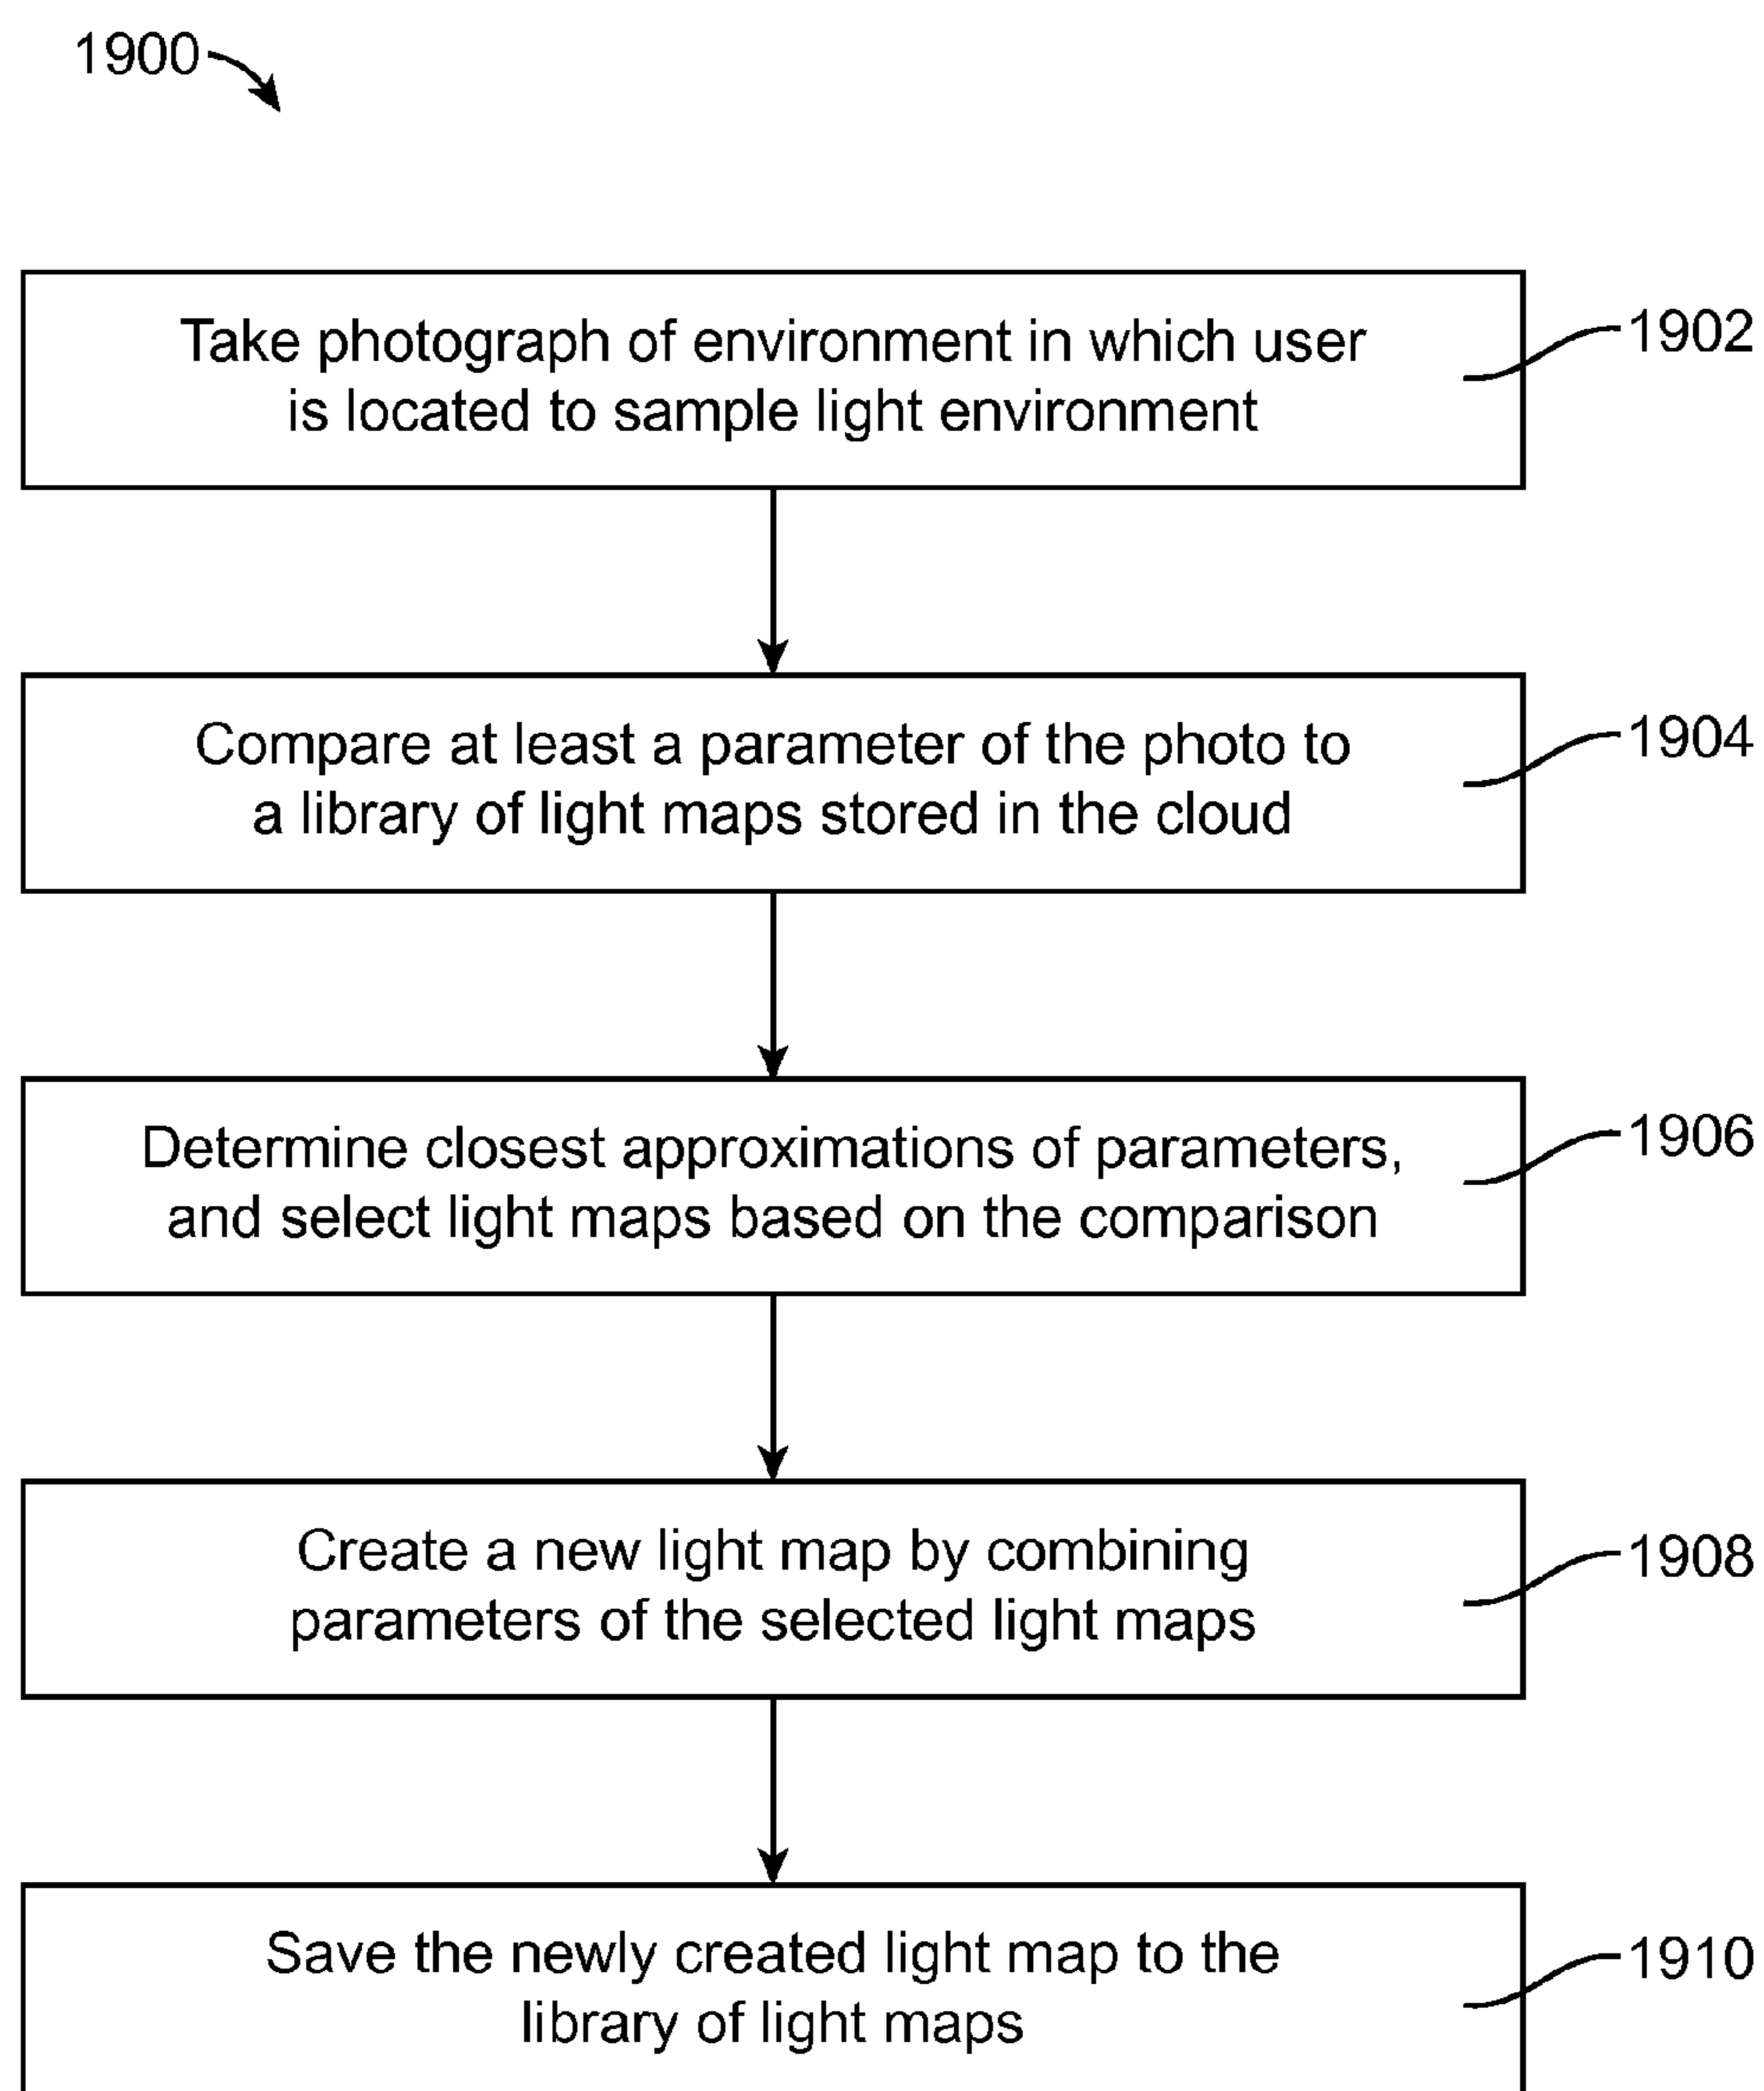 1900
Take photograph of environment in which user
is located to sample light environment
1902
Compare at least a parameter of the photo to
a library of light maps stored in the cloud
1904
Determine closest approximations of parameters,
and select light maps based on the comparison
1906
Create a new light map by combining
parameters of the selected light maps
1908
Save the newly created light map to the
library of light maps
1910